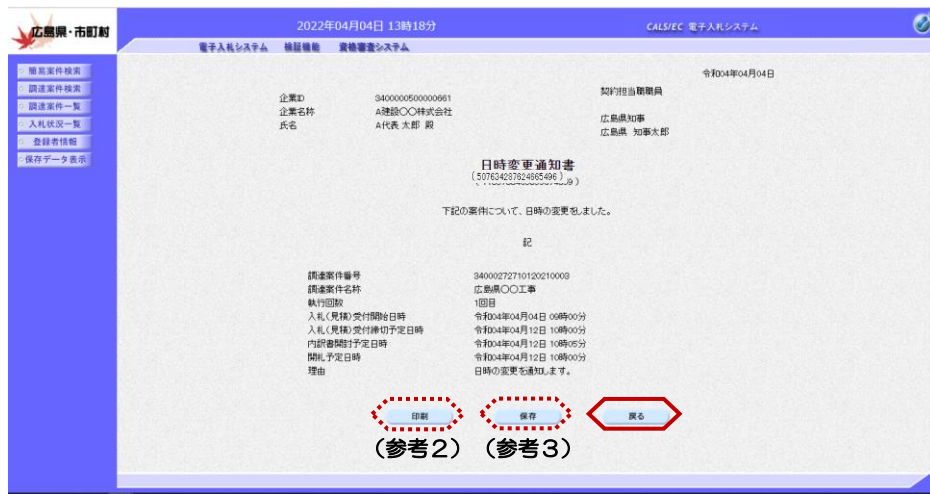 広島県・市町村
2022年04月04日 13時18分
CALS/EC 電子入札システム
電子入札システム 検証機能 資格審査システム
簡易案件検索
調達案件検索
調達案件一覧
入札状況一覧
登録者情報
保存データ表示
令和04年04月04日
企業ID 3400000500000661
企業名称 A建設〇〇株式会社
氏名 A代表 太郎 殿
契約担当職職員
広島県知事
広島県 知事太郎
日時変更通知書
(507634287624665496)
下記の案件について、日時の変更をしました。
記
調達案件番号 34000272710120210003
調達案件名称 広島県〇〇工事
執行回数 1回目
入札(見積)受付開始日時 令和04年04月04日 09時00分
入札(見積)受付締切予定日時 令和04年04月12日 10時00分
内訳書開封予定日時 令和04年04月12日 10時05分
開札予定日時 令和04年04月12日 10時00分
理由 日時の変更を通知します。
印刷 保存 戻る
(参考2) (参考3)